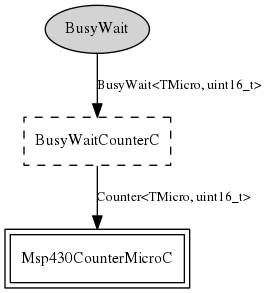 BusyWait
BusyWait<TMicro, uint16_t>
BusyWaitCounterC
Counter<TMicro, uint16_t>
Msp430CounterMicroC